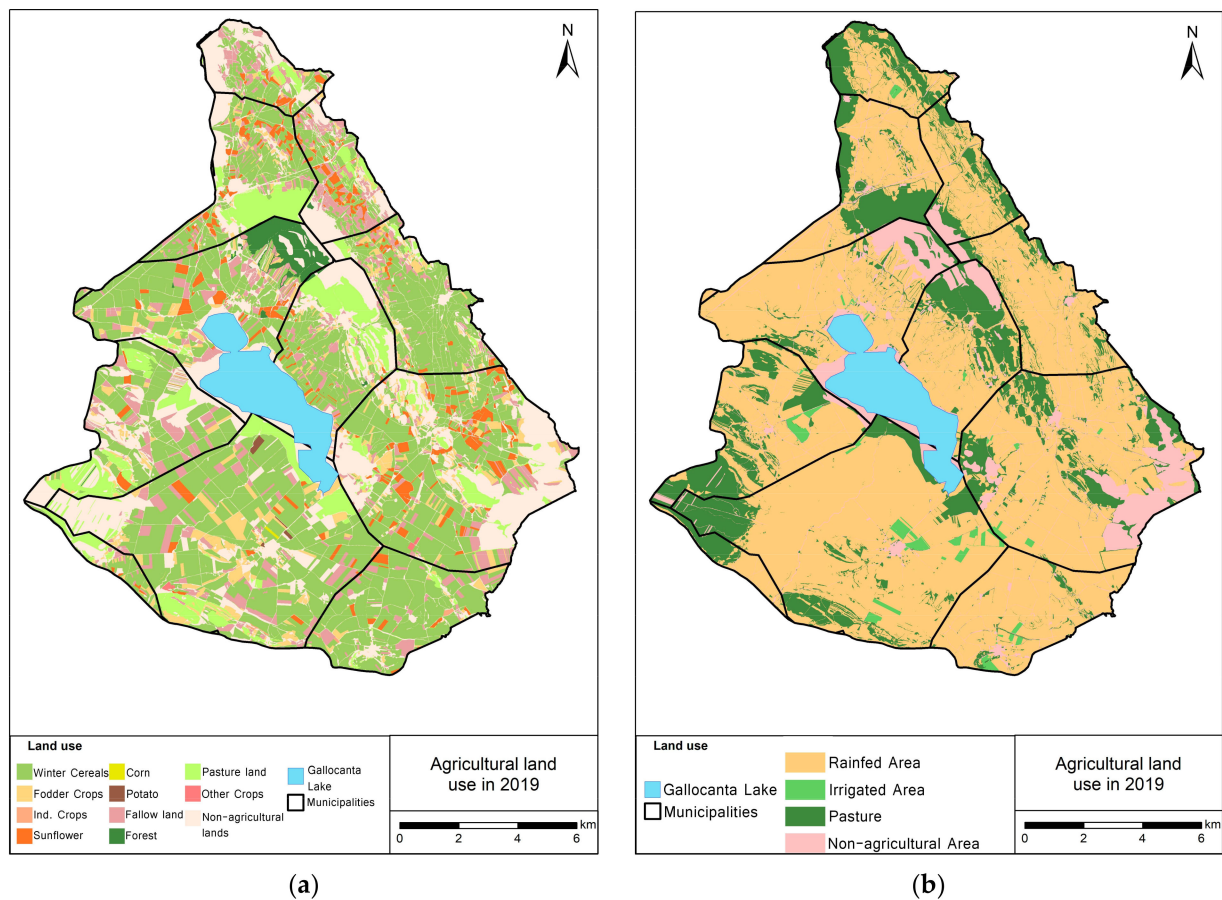 N
Land use
Winter Cereals
Fodder Crops
Ind. Crops
Sunflower
Corn
Potato
Fallow land
Forest
Pasture land
Other Crops
Non-agricultural
lands
Gallocanta
Lake
Municipalities
Agricultural land
use in 2019
km
0 2 4 6
(a)
N
Land use
Gallocanta Lake
Municipalities
Rainfed Area
Irrigated Area
Pasture
Non-agricultural Area
Agricultural land
use in 2019
km
0 2 4 6
(b)